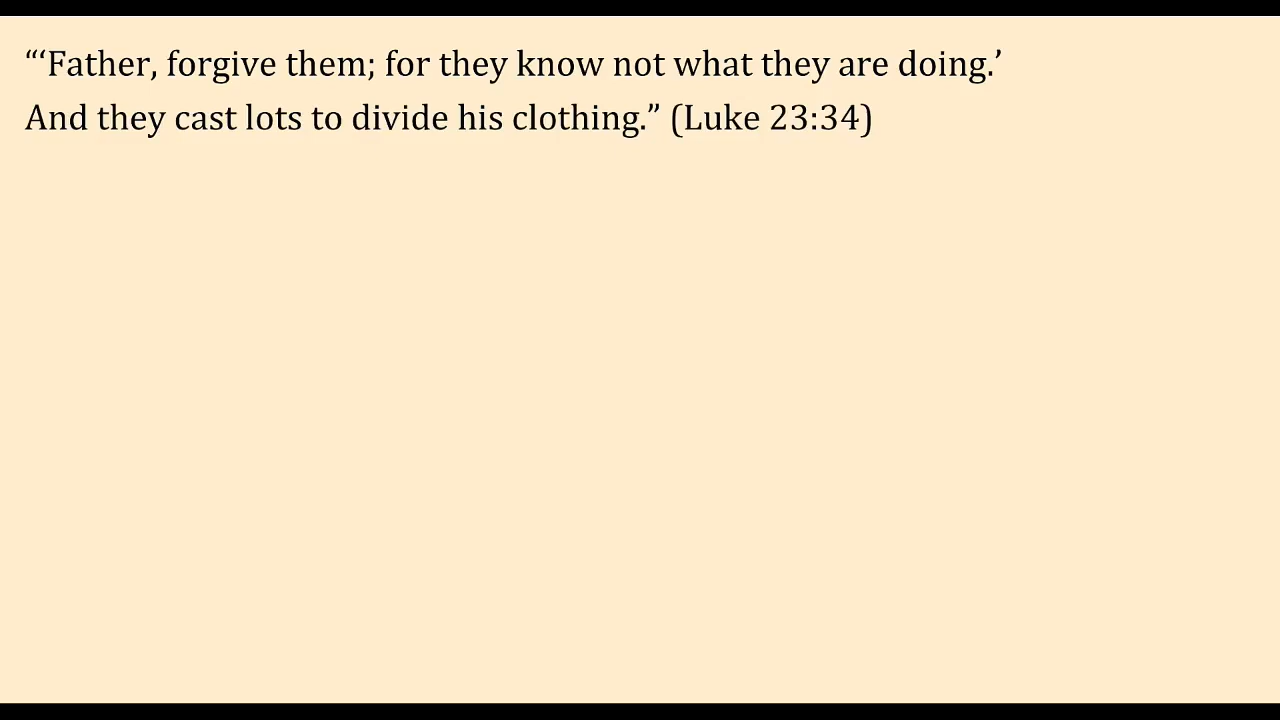 “‘Father, forgive them; for they know not what they are doing.’
And they cast lots to divide his clothing.” (Luke 23:34)